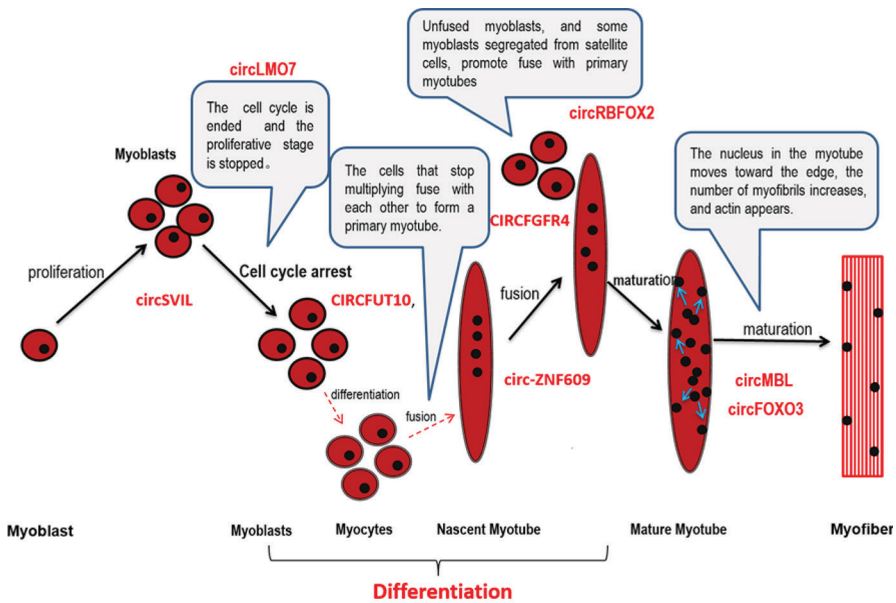 Unfused myoblasts, and some
myoblasts segregated from satellite
cells, promote fuse with primary
myotubes
circLMO7
circRBFOX2
The cell cycle is
ended and the
proliferative stage
is stopped。
Myoblasts
The cells that stop
multiplying fuse with
each other to form a
primary myotube.
The nucleus in the myotube
moves toward the edge, the
number of myofibrils increases,
and actin appears.
CIRCFGFR4
proliferation
Cell cycle arrest
circSVIL
CIRCFUT10,
fusion
maturation
maturation
circ-ZNF609
circMBL
circFOXO3
differentiation
fusion
Myoblast
Myoblasts
Myocytes
Nascent Myotube
Mature Myotube
Myofiber
Differentiation